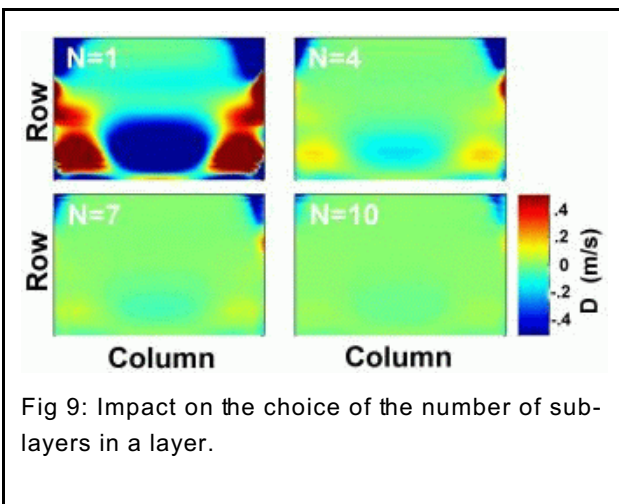 N=1
N=4
Row
N=7
N=10
Row
.4
.2
0
-.2
-.4
D (m/s)
Column
Column
Fig 9: Impact on the choice of the number of sub-
layers in a layer.